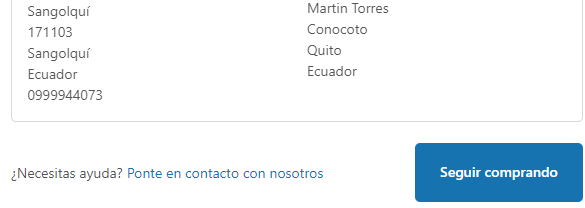 Sangolquí
171103
Sangolquí
Ecuador
0999944073
Martin Torres
Conocoto
Quito
Ecuador
¿Necesitas ayuda? Ponte en contacto con nosotros
Seguir comprando